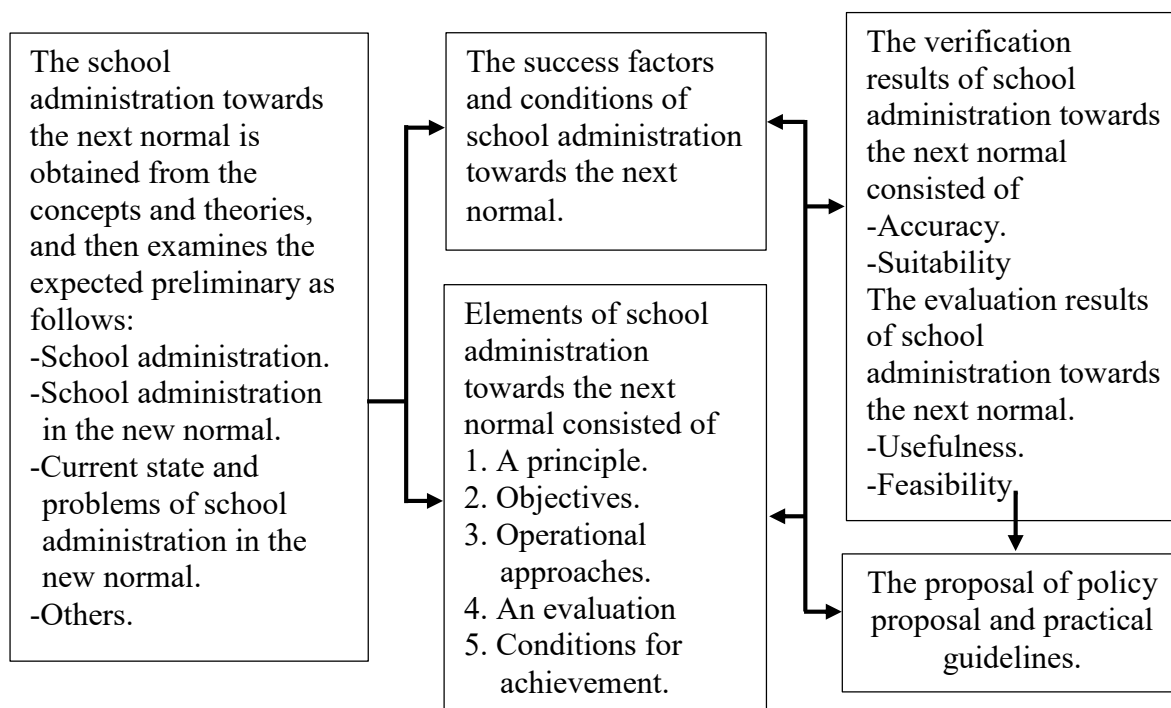 The school
administration towards
the next normal is
obtained from the
concepts and theories,
and then examines the
expected preliminary as
follows:
-School administration.
-School administration
in the new normal.
-Current state and
problems of school
administration in the
new normal.
-Others.
The success factors
and conditions of
school administration
towards the next
normal.
Elements of school
administration
towards the next
normal consisted of
1. A principle.
2. Objectives.
3. Operational
approaches.
4. An evaluation
5. Conditions for
achievement.
The verification
results of school
administration towards
the next normal
consisted of
-Accuracy.
-Suitability
The evaluation results
of school
administration towards
the next normal.
-Usefulness.
-Feasibility
The proposal of policy
proposal and practical
guidelines.